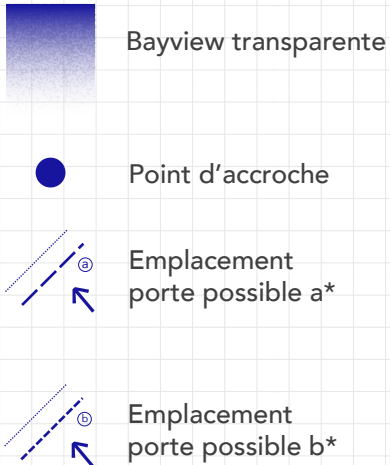 Bayview transparente
Point d’accroche
a
Emplacement
porte possible a*
b
Emplacement
porte possible b*